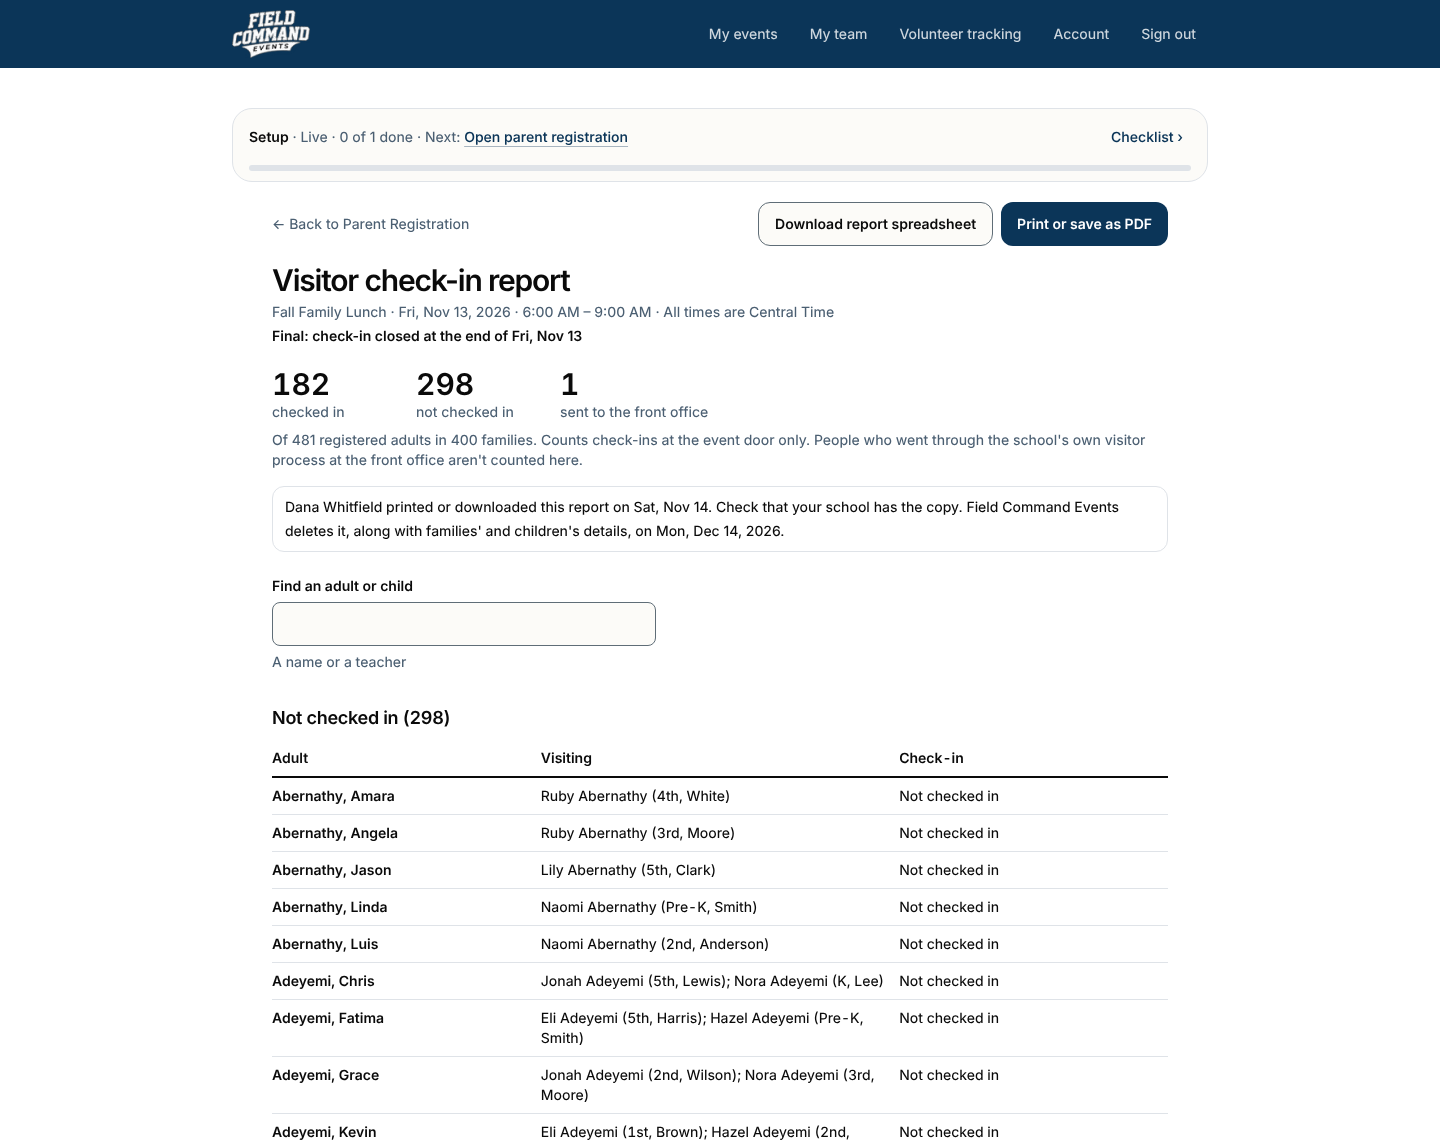 FIELD
COMMAND
EVENTS
My events
My team
Volunteer tracking
Account
Sign out
Setup · Live · 0 of 1 done · Next: Open parent registration
Checklist ›
← Back to Parent Registration
Download report spreadsheet
Print or save as PDF
Visitor check-in report
Fall Family Lunch · Fri, Nov 13, 2026 · 6:00 AM – 9:00 AM · All times are Central Time
Final: check-in closed at the end of Fri, Nov 13
182
checked in
298
not checked in
1
sent to the front office
Of 481 registered adults in 400 families. Counts check-ins at the event door only. People who went through the school's own visitor
process at the front office aren't counted here.
Dana Whitfield printed or downloaded this report on Sat, Nov 14. Check that your school has the copy. Field Command Events
deletes it, along with families' and children's details, on Mon, Dec 14, 2026.
Find an adult or child
A name or a teacher
Not checked in (298)
Adult Visiting Check-in
Abernathy, Amara Ruby Abernathy (4th, White) Not checked in
Abernathy, Angela Ruby Abernathy (3rd, Moore) Not checked in
Abernathy, Jason Lily Abernathy (5th, Clark) Not checked in
Abernathy, Linda Naomi Abernathy (Pre-K, Smith) Not checked in
Abernathy, Luis Naomi Abernathy (2nd, Anderson) Not checked in
Adeyemi, Chris Jonah Adeyemi (5th, Lewis); Nora Adeyemi (K, Lee) Not checked in
Adeyemi, Fatima Eli Adeyemi (5th, Harris); Hazel Adeyemi (Pre-K, Not checked in
Smith)
Adeyemi, Grace Jonah Adeyemi (2nd, Wilson); Nora Adeyemi (3rd, Not checked in
Moore)
Adeyemi, Kevin Eli Adeyemi (1st, Brown); Hazel Adeyemi (2nd, Not checked in